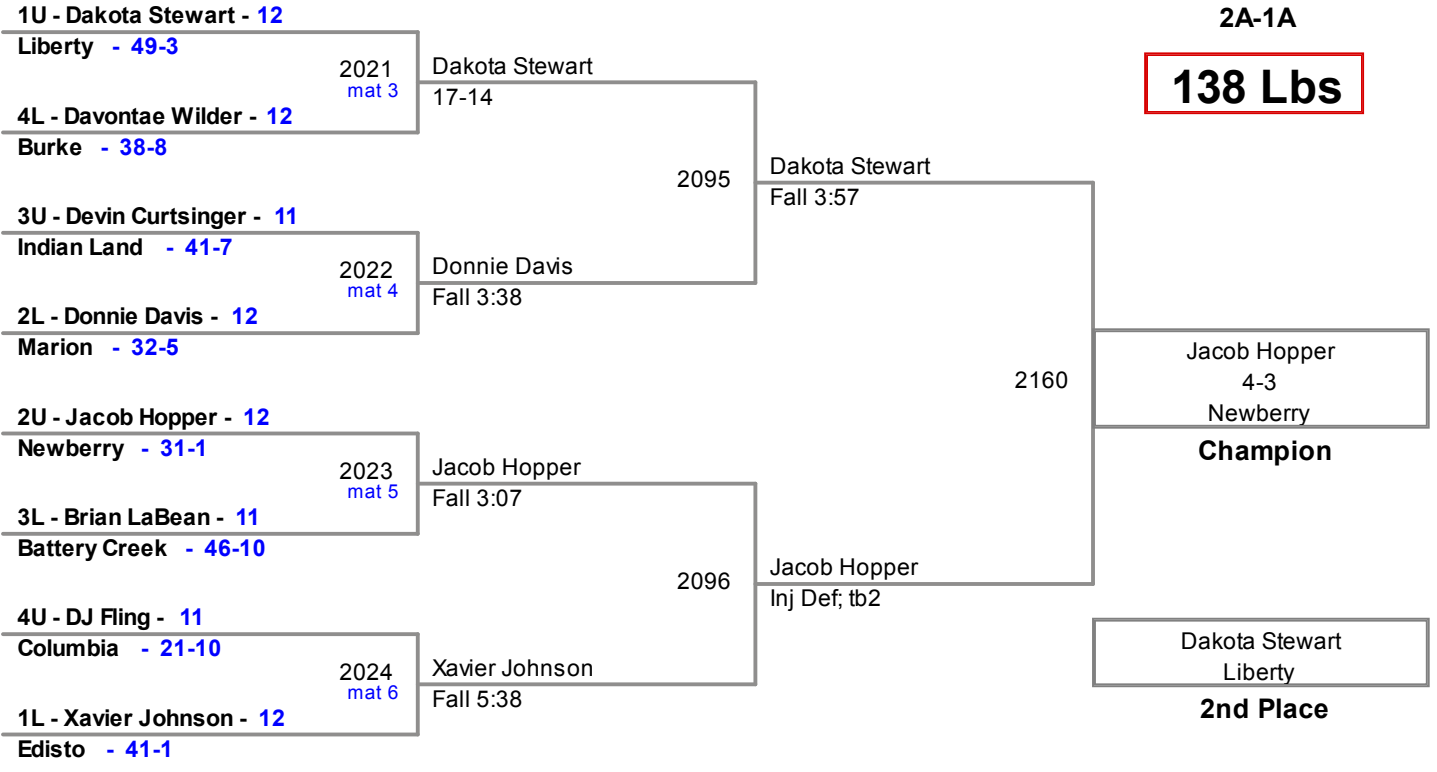 1U - Dakota Stewart - 12
Liberty - 49-3
2021
mat 3
4L - Davontae Wilder - 12
Burke - 38-8
3U - Devin Curtsinger - 11
Indian Land - 41-7
2022
mat 4
2L - Donnie Davis - 12
Marion - 32-5
2U - Jacob Hopper - 12
Newberry - 31-1
2023
mat 5
3L - Brian LaBean - 11
Battery Creek - 46-10
4U - DJ Fling - 11
Columbia - 21-10
2024
mat 6
1L - Xavier Johnson - 12
Edisto - 41-1
Dakota Stewart
17-14
2095
Donnie Davis
Fall 3:38
Jacob Hopper
Fall 3:07
2096
Xavier Johnson
Fall 5:38
Dakota Stewart
Fall 3:57
2160
Jacob Hopper
Inj Def; tb2
2A-1A
138 Lbs
Jacob Hopper
4-3
Newberry
Champion
Dakota Stewart
Liberty
2nd Place